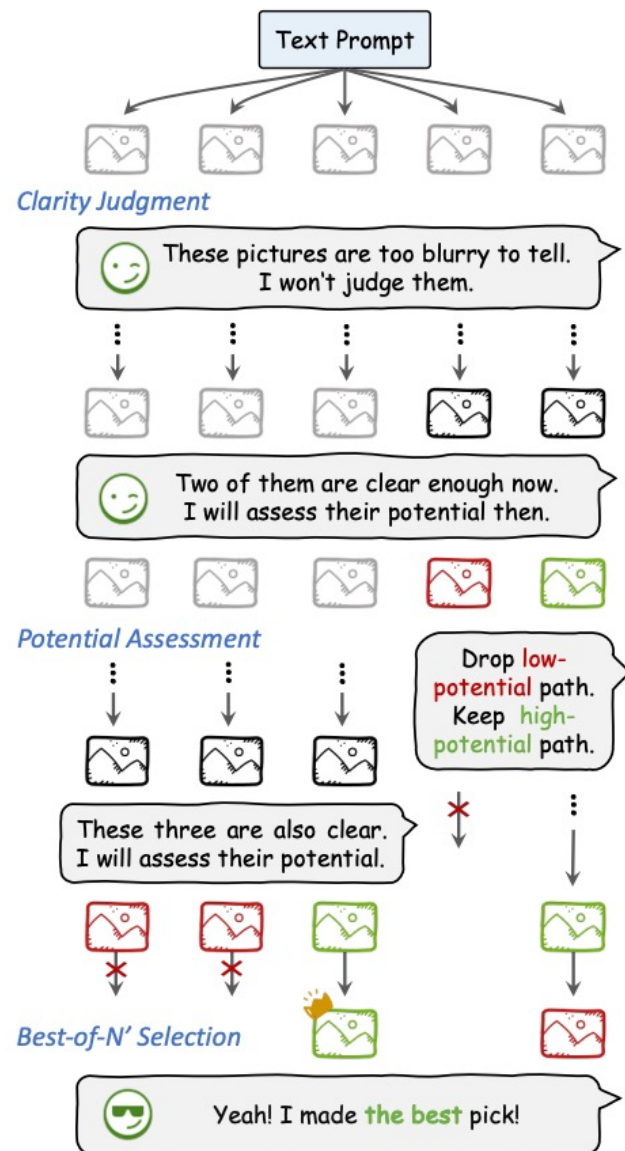 Text Prompt
Clarity Judgment
These pictures are too blurry to tell.
I won't judge them.
Two of them are clear enough now.
I will assess their potential then.
Potential Assessment
Drop low-
potential path.
Keep high-
potential path.
These three are also clear.
I will assess their potential.
Best-of-N' Selection
Yeah! I made the best pick!